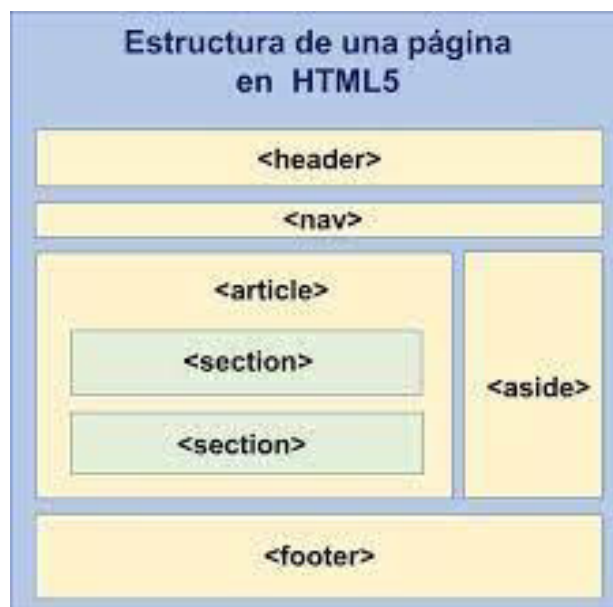 Estructura de una página
en HTML5
<header>
<nav>
<article>
<section>
<section>
<aside>
<footer>